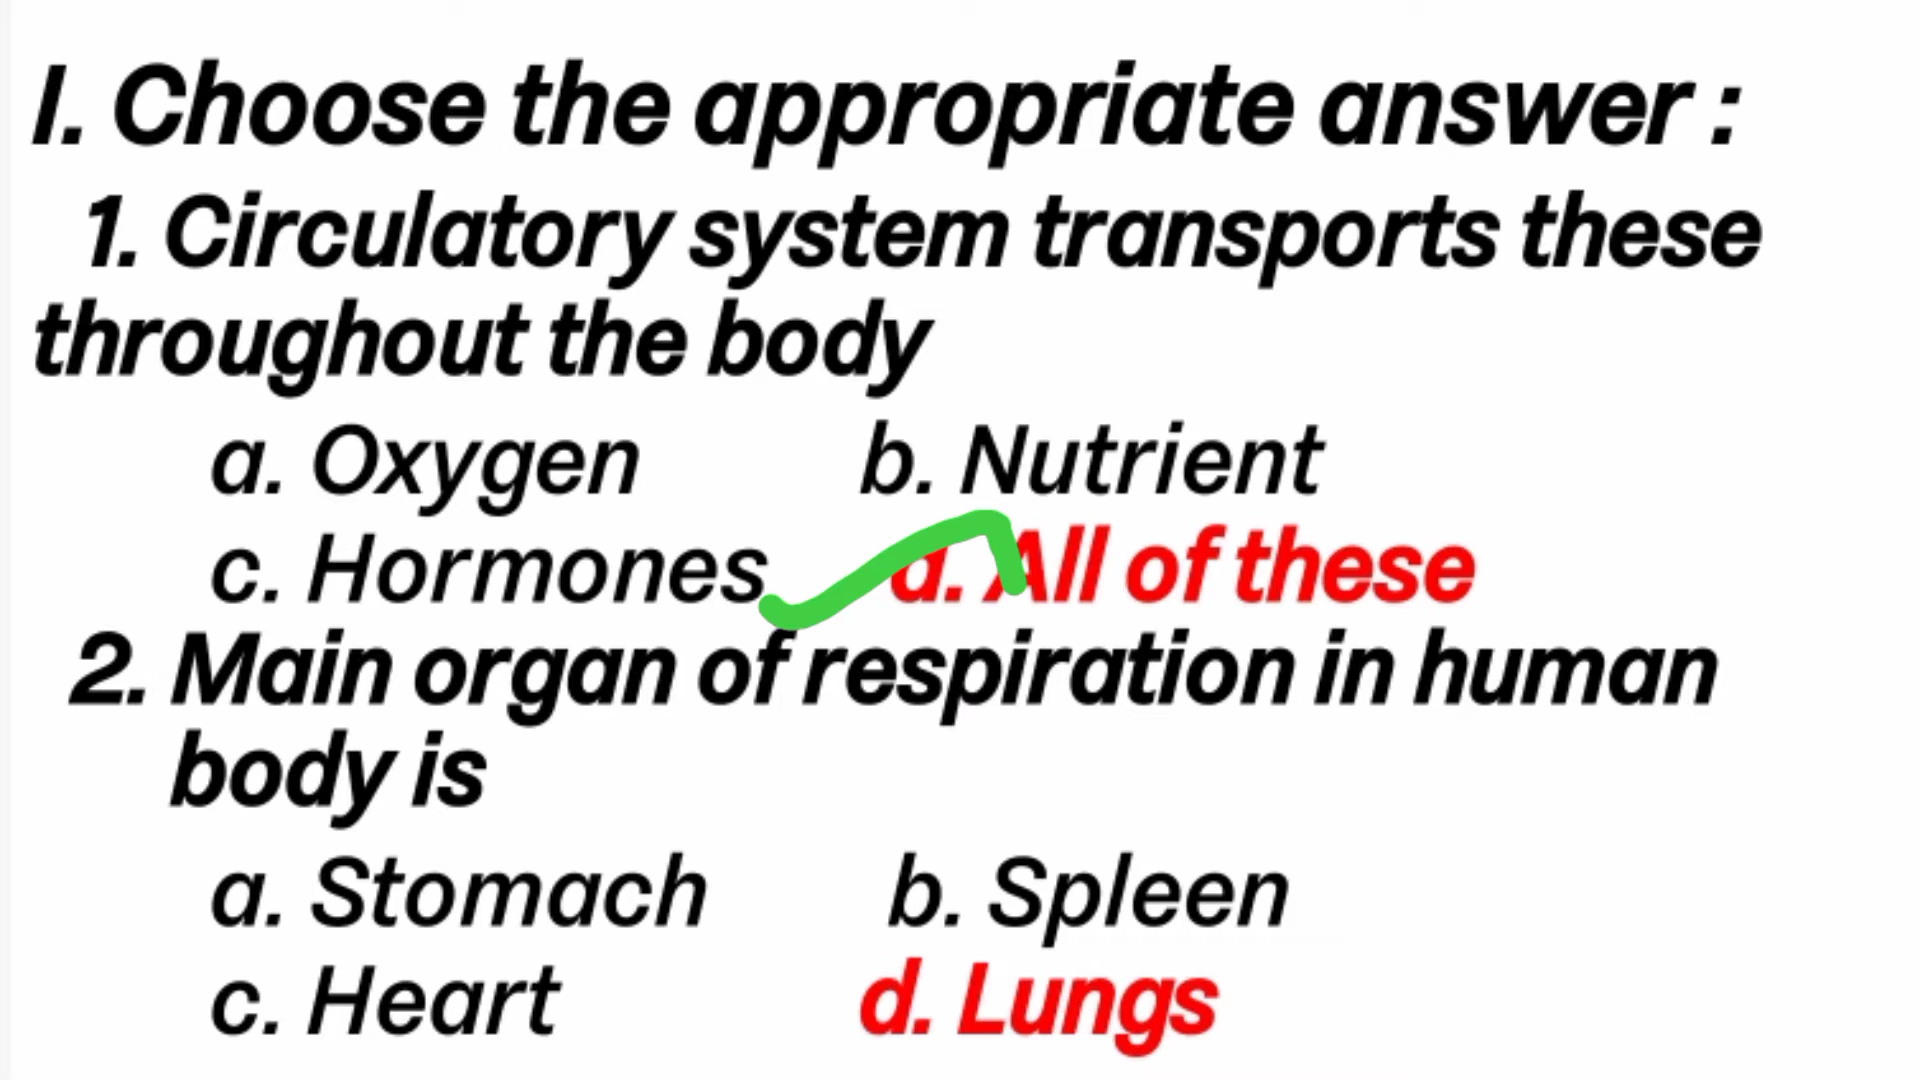 I. Choose the appropriate answer :
1. Circulatory system transports these
throughout the body
a. Oxygen b. Nutrient
c. Hormones d. All of these
2. Main organ of respiration in human
body is
a. Stomach b. Spleen
c. Heart d. Lungs